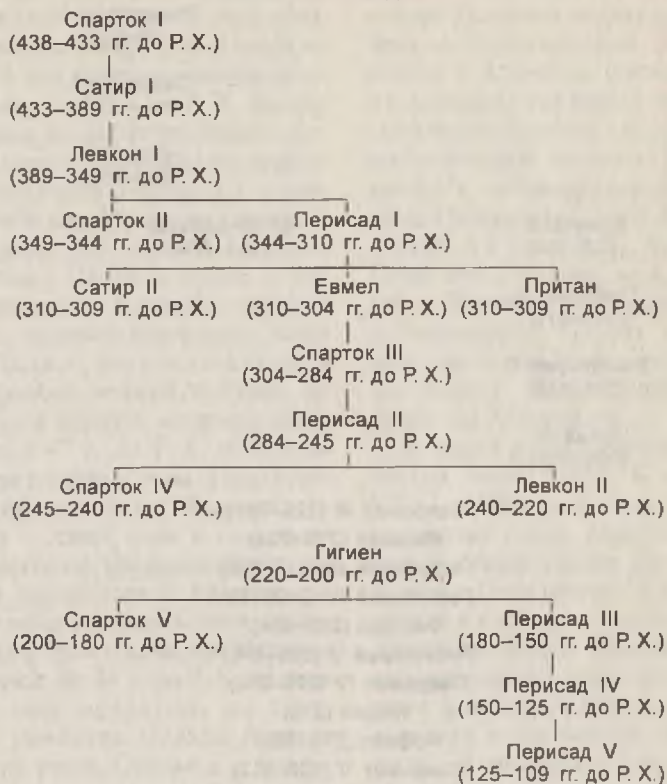 Спарток I
(438–433 гг. до Р. Х.)
Сатир I
(433–389 гг. до Р. Х.)
Левкон I
(389–349 гг. до Р. Х.)
Спарток II Перисад I
(349–344 гг. до Р. Х.) (344–310 гг. до Р. Х.)
Сатир II Евмел Притан
(310–309 гг. до Р. Х.) (310–304 гг. до Р. Х.) (310–309 гг. до Р. Х.)
Спарток III
(304–284 гг. до Р. Х.)
Перисад II
(284–245 гг. до Р. Х.)
Спарток IV Левкон II
(245–240 гг. до Р. Х.) (240–220 гг. до Р. Х.)
Гигиен
(220–200 гг. до Р. Х.)
Спарток V Перисад III
(200–180 гг. до Р. Х.) (180–150 гг. до Р. Х.)
Перисад IV
(150–125 гг. до Р. Х.)
Перисад V
(125–109 гг. до Р. Х.)